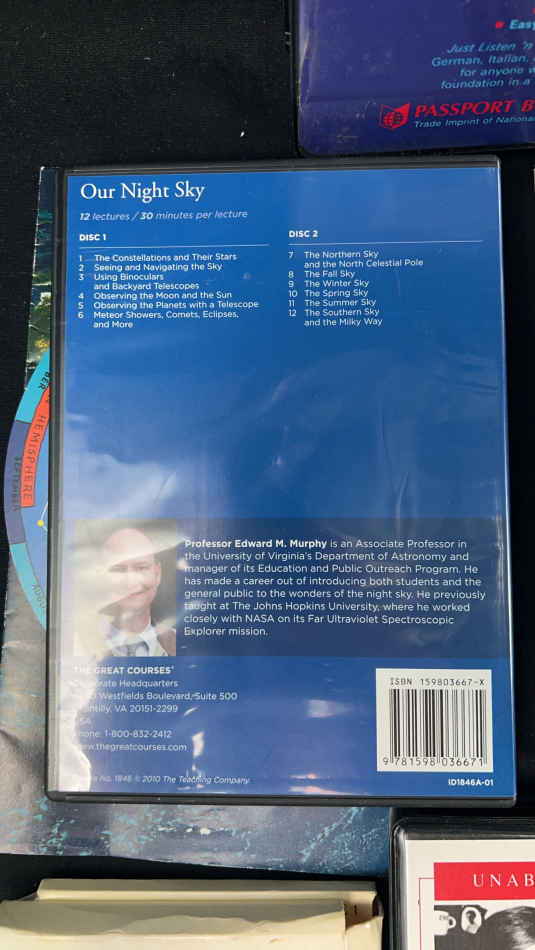 Easy
Just Listen 'n
German, Italian,
for anyone w
foundation in a
PASSPORT B
Trade Imprint of Nationa
Our Night Sky
12 lectures / 30 minutes per lecture
DISC 1
1 The Constellations and Their Stars
2 Seeing and Navigating the Sky
3 Using Binoculars
and Backyard Telescopes
4 Observing the Moon and the Sun
5 Observing the Planets with a Telescope
6 Meteor Showers, Comets, Eclipses,
and More
DISC 2
7 The Northern Sky
and the North Celestial Pole
8 The Fall Sky
9 The Winter Sky
10 The Spring Sky
11 The Summer Sky
12 The Southern Sky
and the Milky Way
HEMISPHERE
SEPTEMBER
Professor Edward M. Murphy is an Associate Professor in
the University of Virginia's Department of Astronomy and
manager of its Education and Public Outreach Program. He
has made a career out of introducing both students and the
general public to the wonders of the night sky. He previously
taught at The Johns Hopkins University, where he worked
closely with NASA on its Far Ultraviolet Spectroscopic
Explorer mission.
THE GREAT COURSES®
Corporate Headquarters
Westfields Boulevard, Suite 500
Chantilly, VA 20151-2299
USA
Phone: 1-800-832-2412
www.thegreatcourses.com
No. 1846 © 2010 The Teaching Company.
ISBN 159803667-X
9 781598 036671
ID1846A-01
UNAB